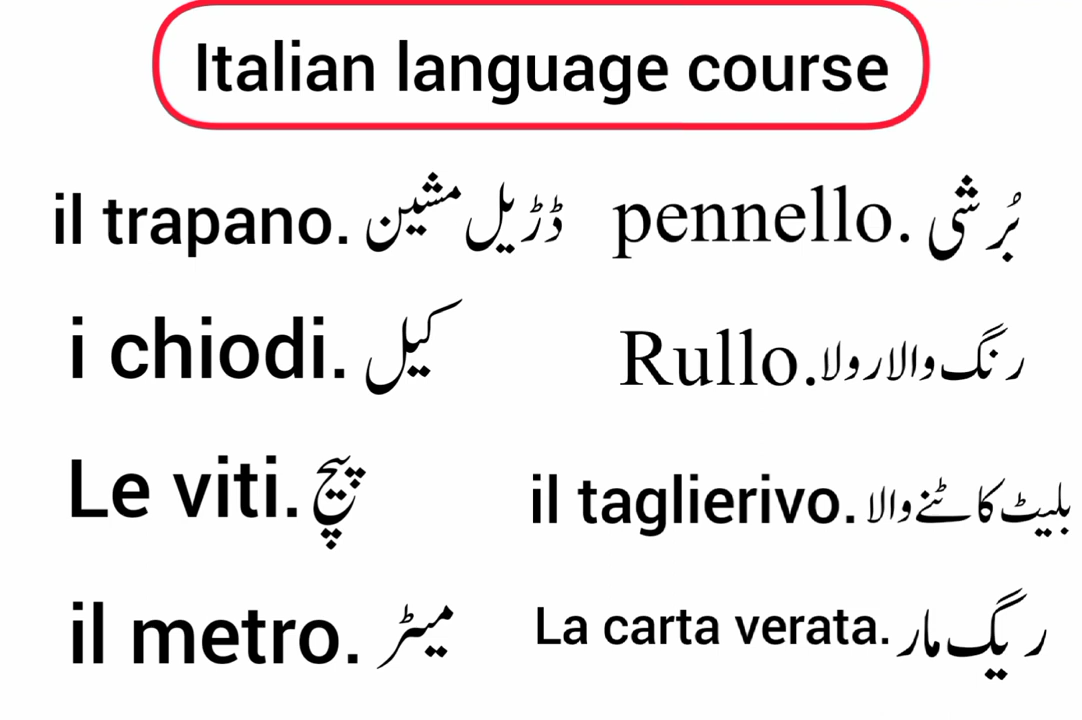 Italian language course
il trapano. ڈڑیل مشین
pennello. بُرشی
i chiodi. کیل
Rullo. رنگ والا رولا
Le viti. پیچ
il taglierivo. بلیٹ کاٹنے والا
il metro. میٹر
La carta verata. ریگ مار